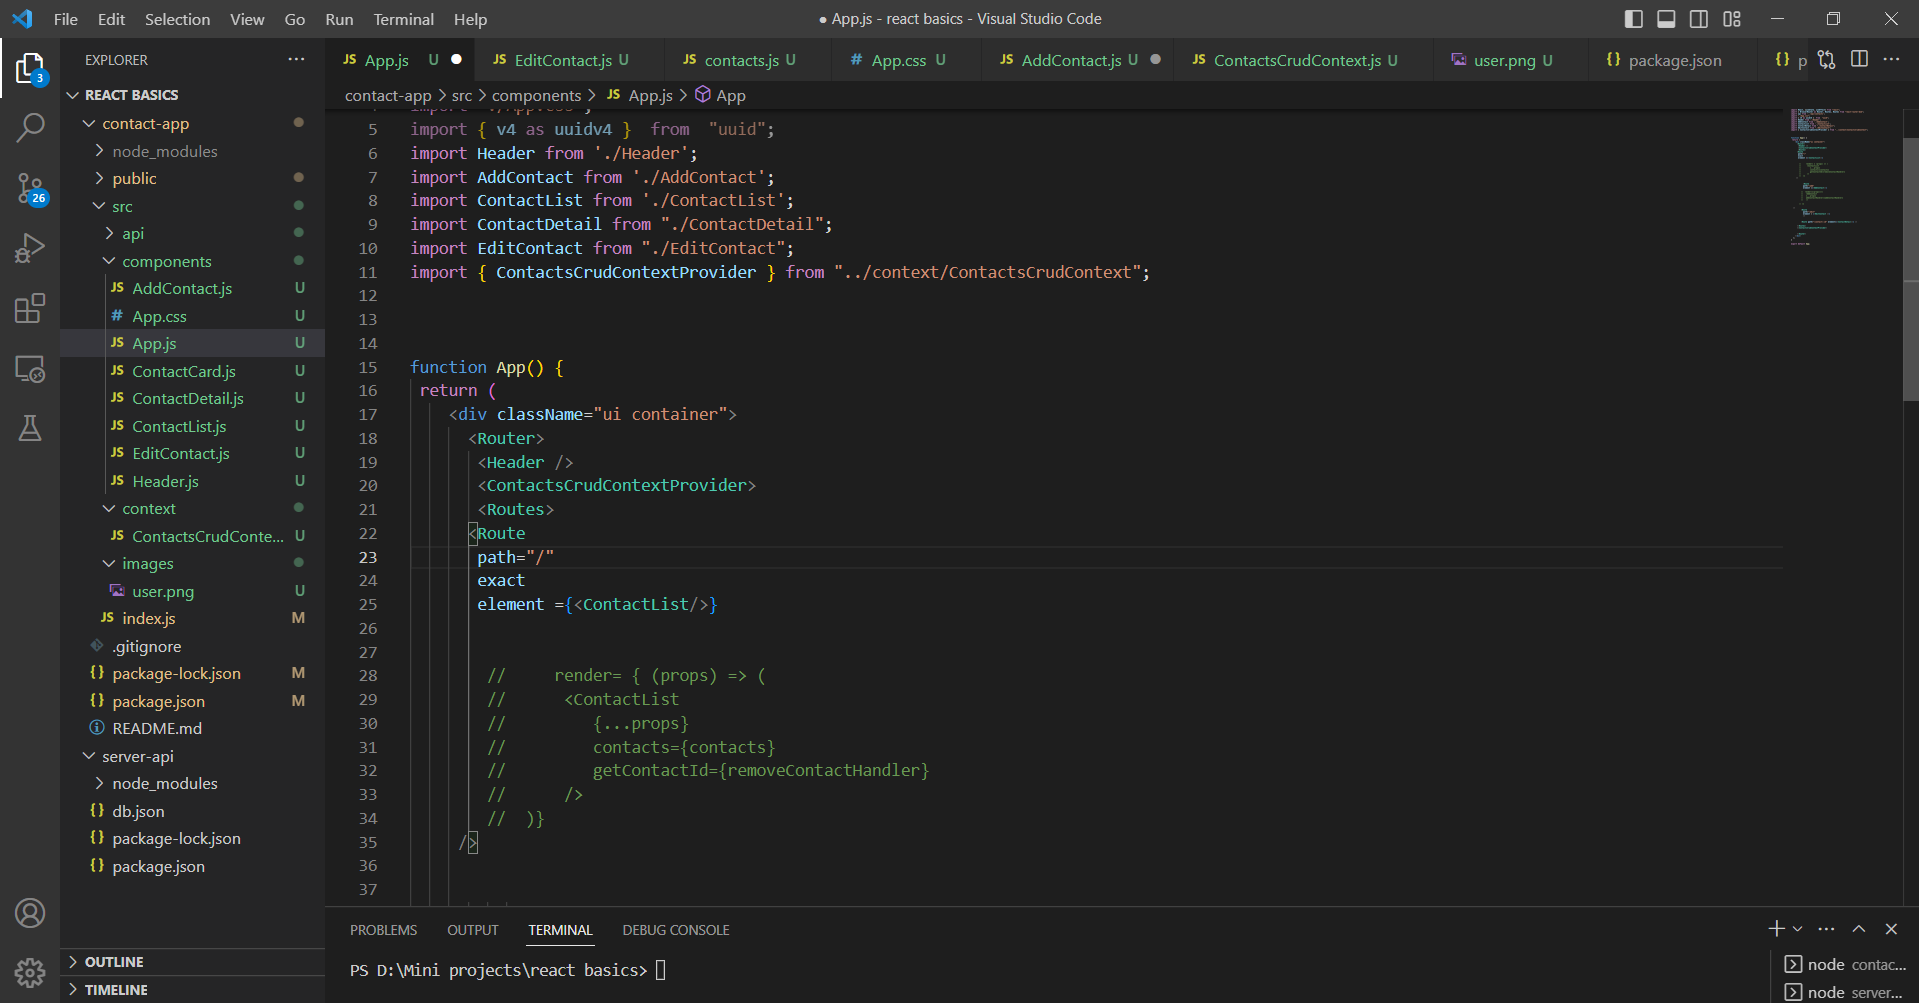 File Edit Selection View Go Run Terminal Help
● App.js - react basics - Visual Studio Code
EXPLORER ...
JS App.js U ●
JS EditContact.js U
JS contacts.js U
# App.css U
JS AddContact.js U ●
JS ContactsCrudContext.js U
user.png U
{} package.json
{} p
contact-app > src > components > JS App.js > App
3
26
REACT BASICS
contact-app
node_modules
public
src
api
components
JS AddContact.js U
# App.css U
JS App.js U
JS ContactCard.js U
JS ContactDetail.js U
JS ContactList.js U
JS EditContact.js U
JS Header.js U
context
JS ContactsCrudConte... U
images
user.png U
JS index.js M
.gitignore
{} package-lock.json M
{} package.json M
README.md
server-api
node_modules
{} db.json
{} package-lock.json
{} package.json
OUTLINE
TIMELINE
5 import { v4 as uuidv4 }  from  "uuid";
6 import Header from './Header';
7 import AddContact from './AddContact';
8 import ContactList from './ContactList';
9 import ContactDetail from "./ContactDetail";
10 import EditContact from "./EditContact";
11 import { ContactsCrudContextProvider } from "../context/ContactsCrudContext";
12
13
14
15 function App() {
16 return (
17 <div className="ui container">
18 <Router>
19 <Header />
20 <ContactsCrudContextProvider>
21 <Routes>
22 <Route
23 path="/"
24 exact
25 element ={<ContactList/>}
26
27
28 //     render= { (props) => (
29 //      <ContactList
30 //         {...props}
31 //         contacts={contacts}
32 //         getContactId={removeContactHandler}
33 //      />
34 //  )}
35 />
36
37
PROBLEMS OUTPUT TERMINAL DEBUG CONSOLE
PS D:\Mini projects\react basics>
node contac...
node server...